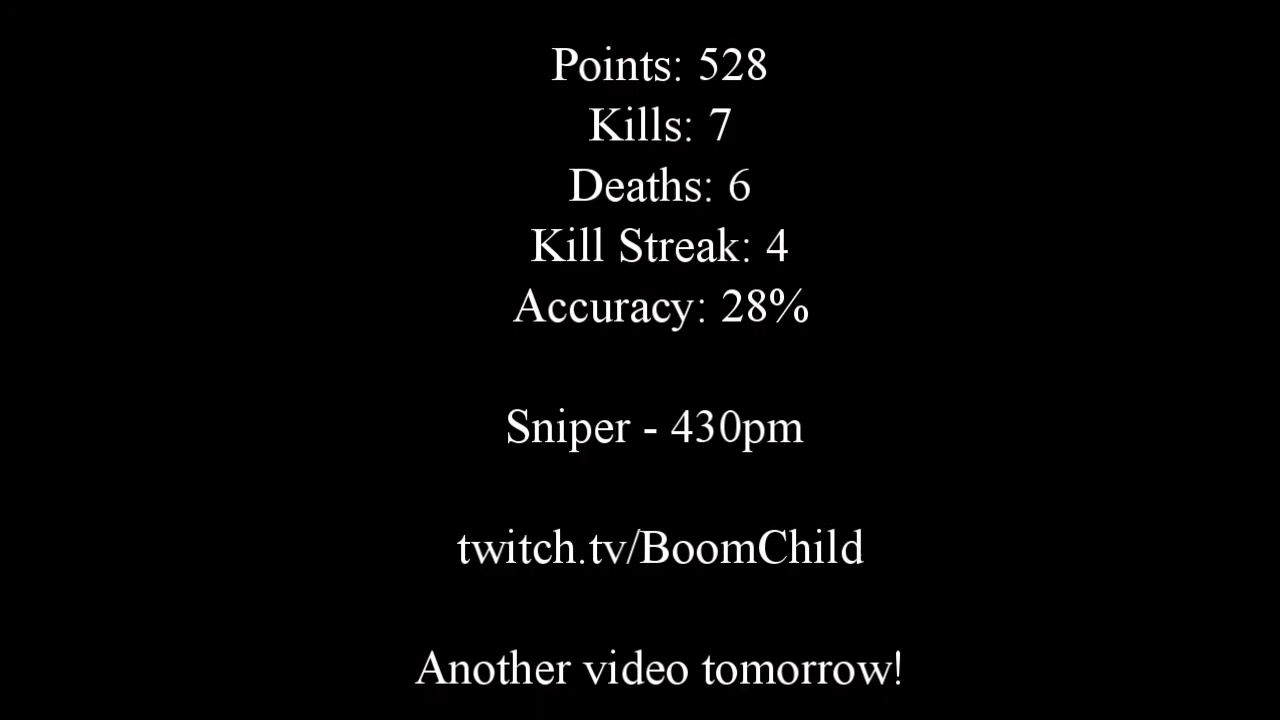 Points: 528
Kills: 7
Deaths: 6
Kill Streak: 4
Accuracy: 28%
Sniper - 430pm
twitch.tv/BoomChild
Another video tomorrow!